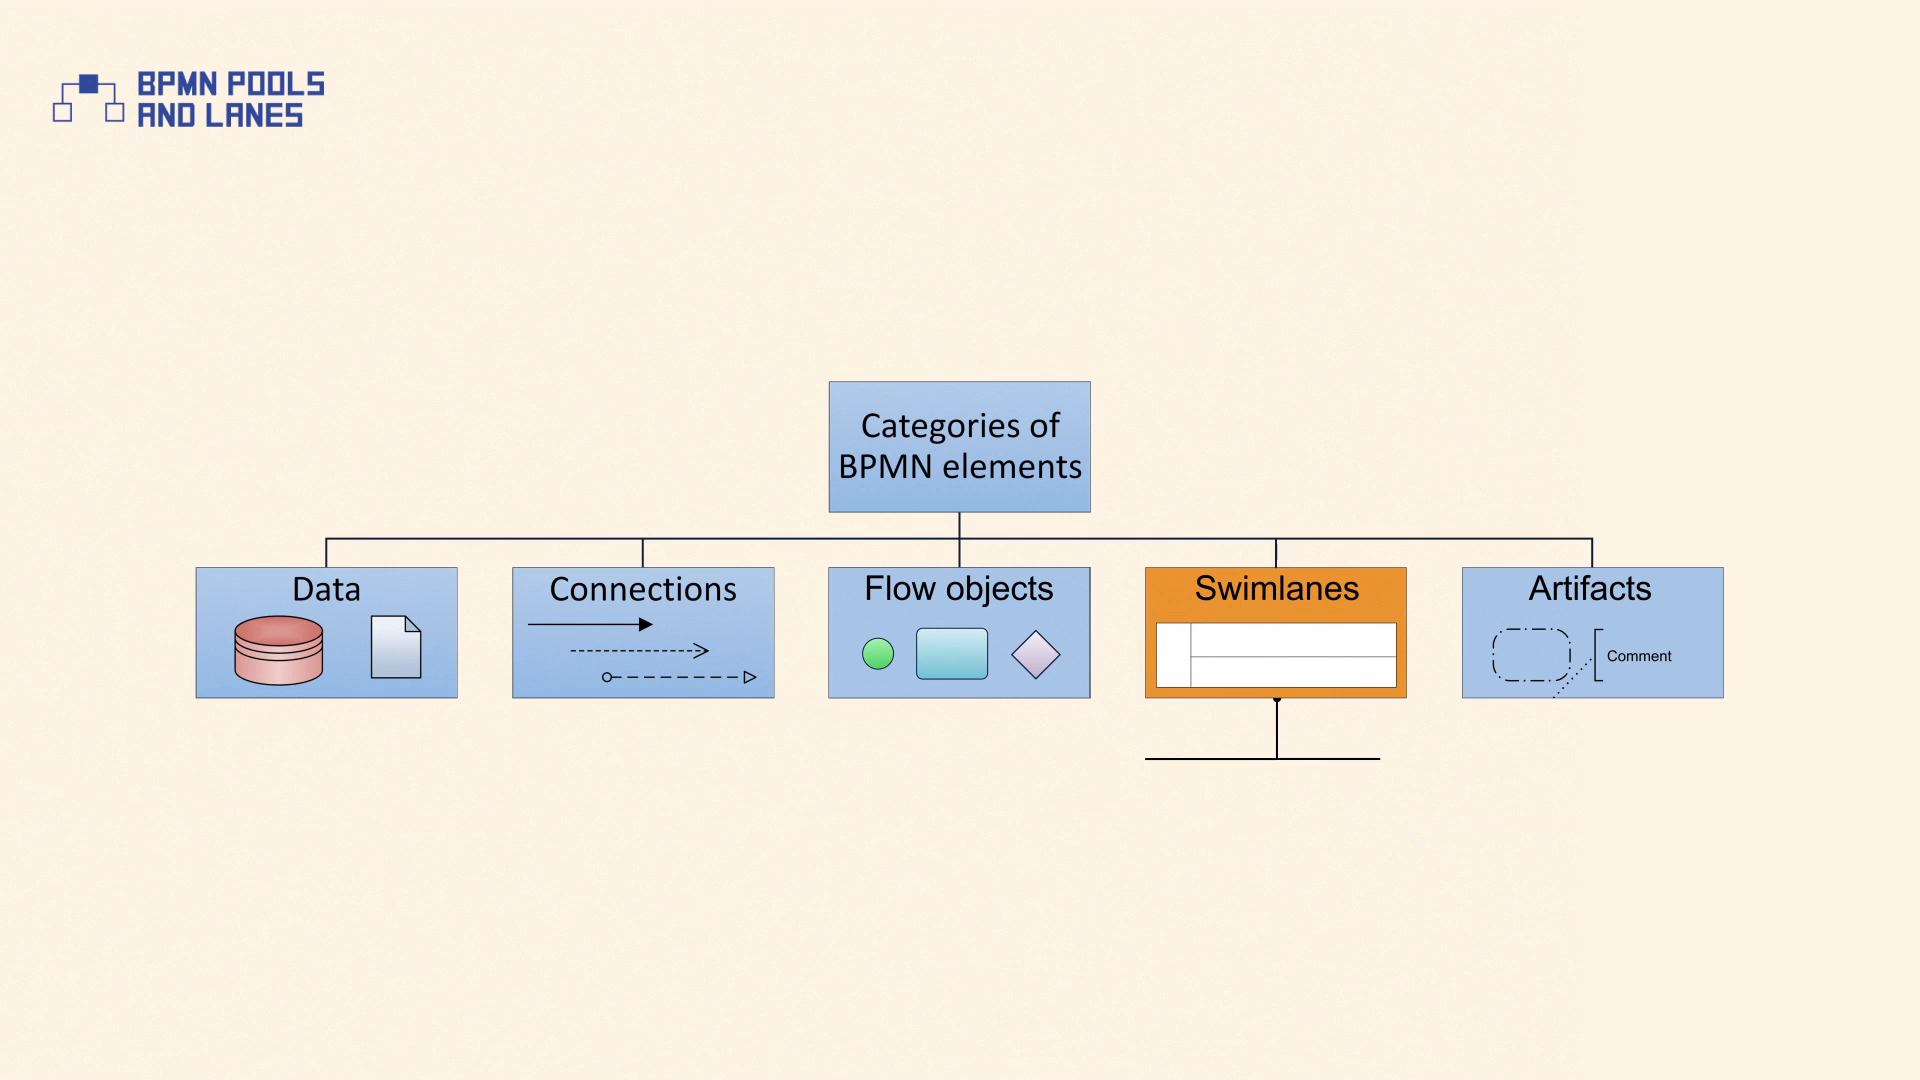 BPMN POOLS
AND LANES
Categories of
BPMN elements
Data
Connections
Flow objects
Swimlanes
Artifacts
Comment